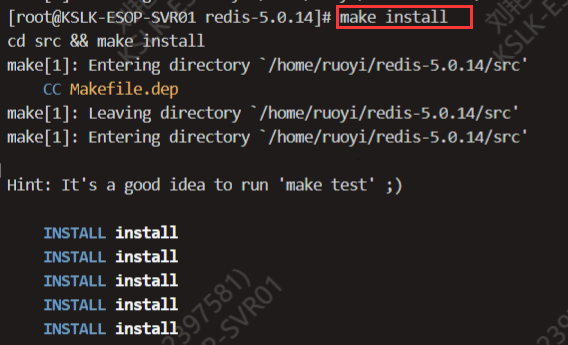 [root@KSLK-ESOP-SVR01 redis-5.0.14]# make install
cd src && make install
make[1]: Entering directory `/home/ruoyi/redis-5.0.14/src'
CC Makefile.dep
make[1]: Leaving directory `/home/ruoyi/redis-5.0.14/src'
make[1]: Entering directory `/home/ruoyi/redis-5.0.14/src'
Hint: It's a good idea to run 'make test' ;)
INSTALL install
INSTALL install
INSTALL install
INSTALL install
INSTALL install